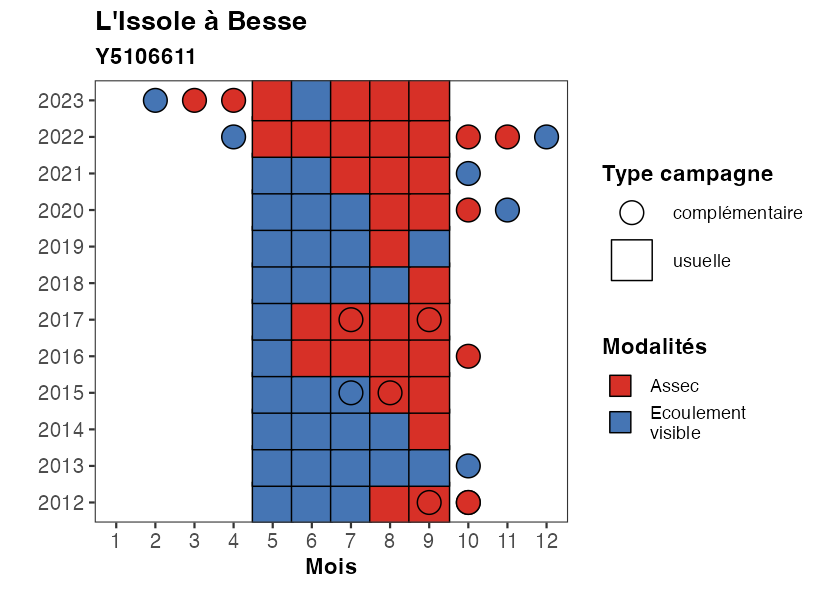 L'Issole à Besse
Y5106611
2023
2022
2021
2020
2019
2018
2017
2016
2015
2014
2013
2012
1 2 3 4 5 6 7 8 9 10 11 12
Mois
Type campagne
complémentaire
usuelle
Modalités
Assec
Ecoulement
visible